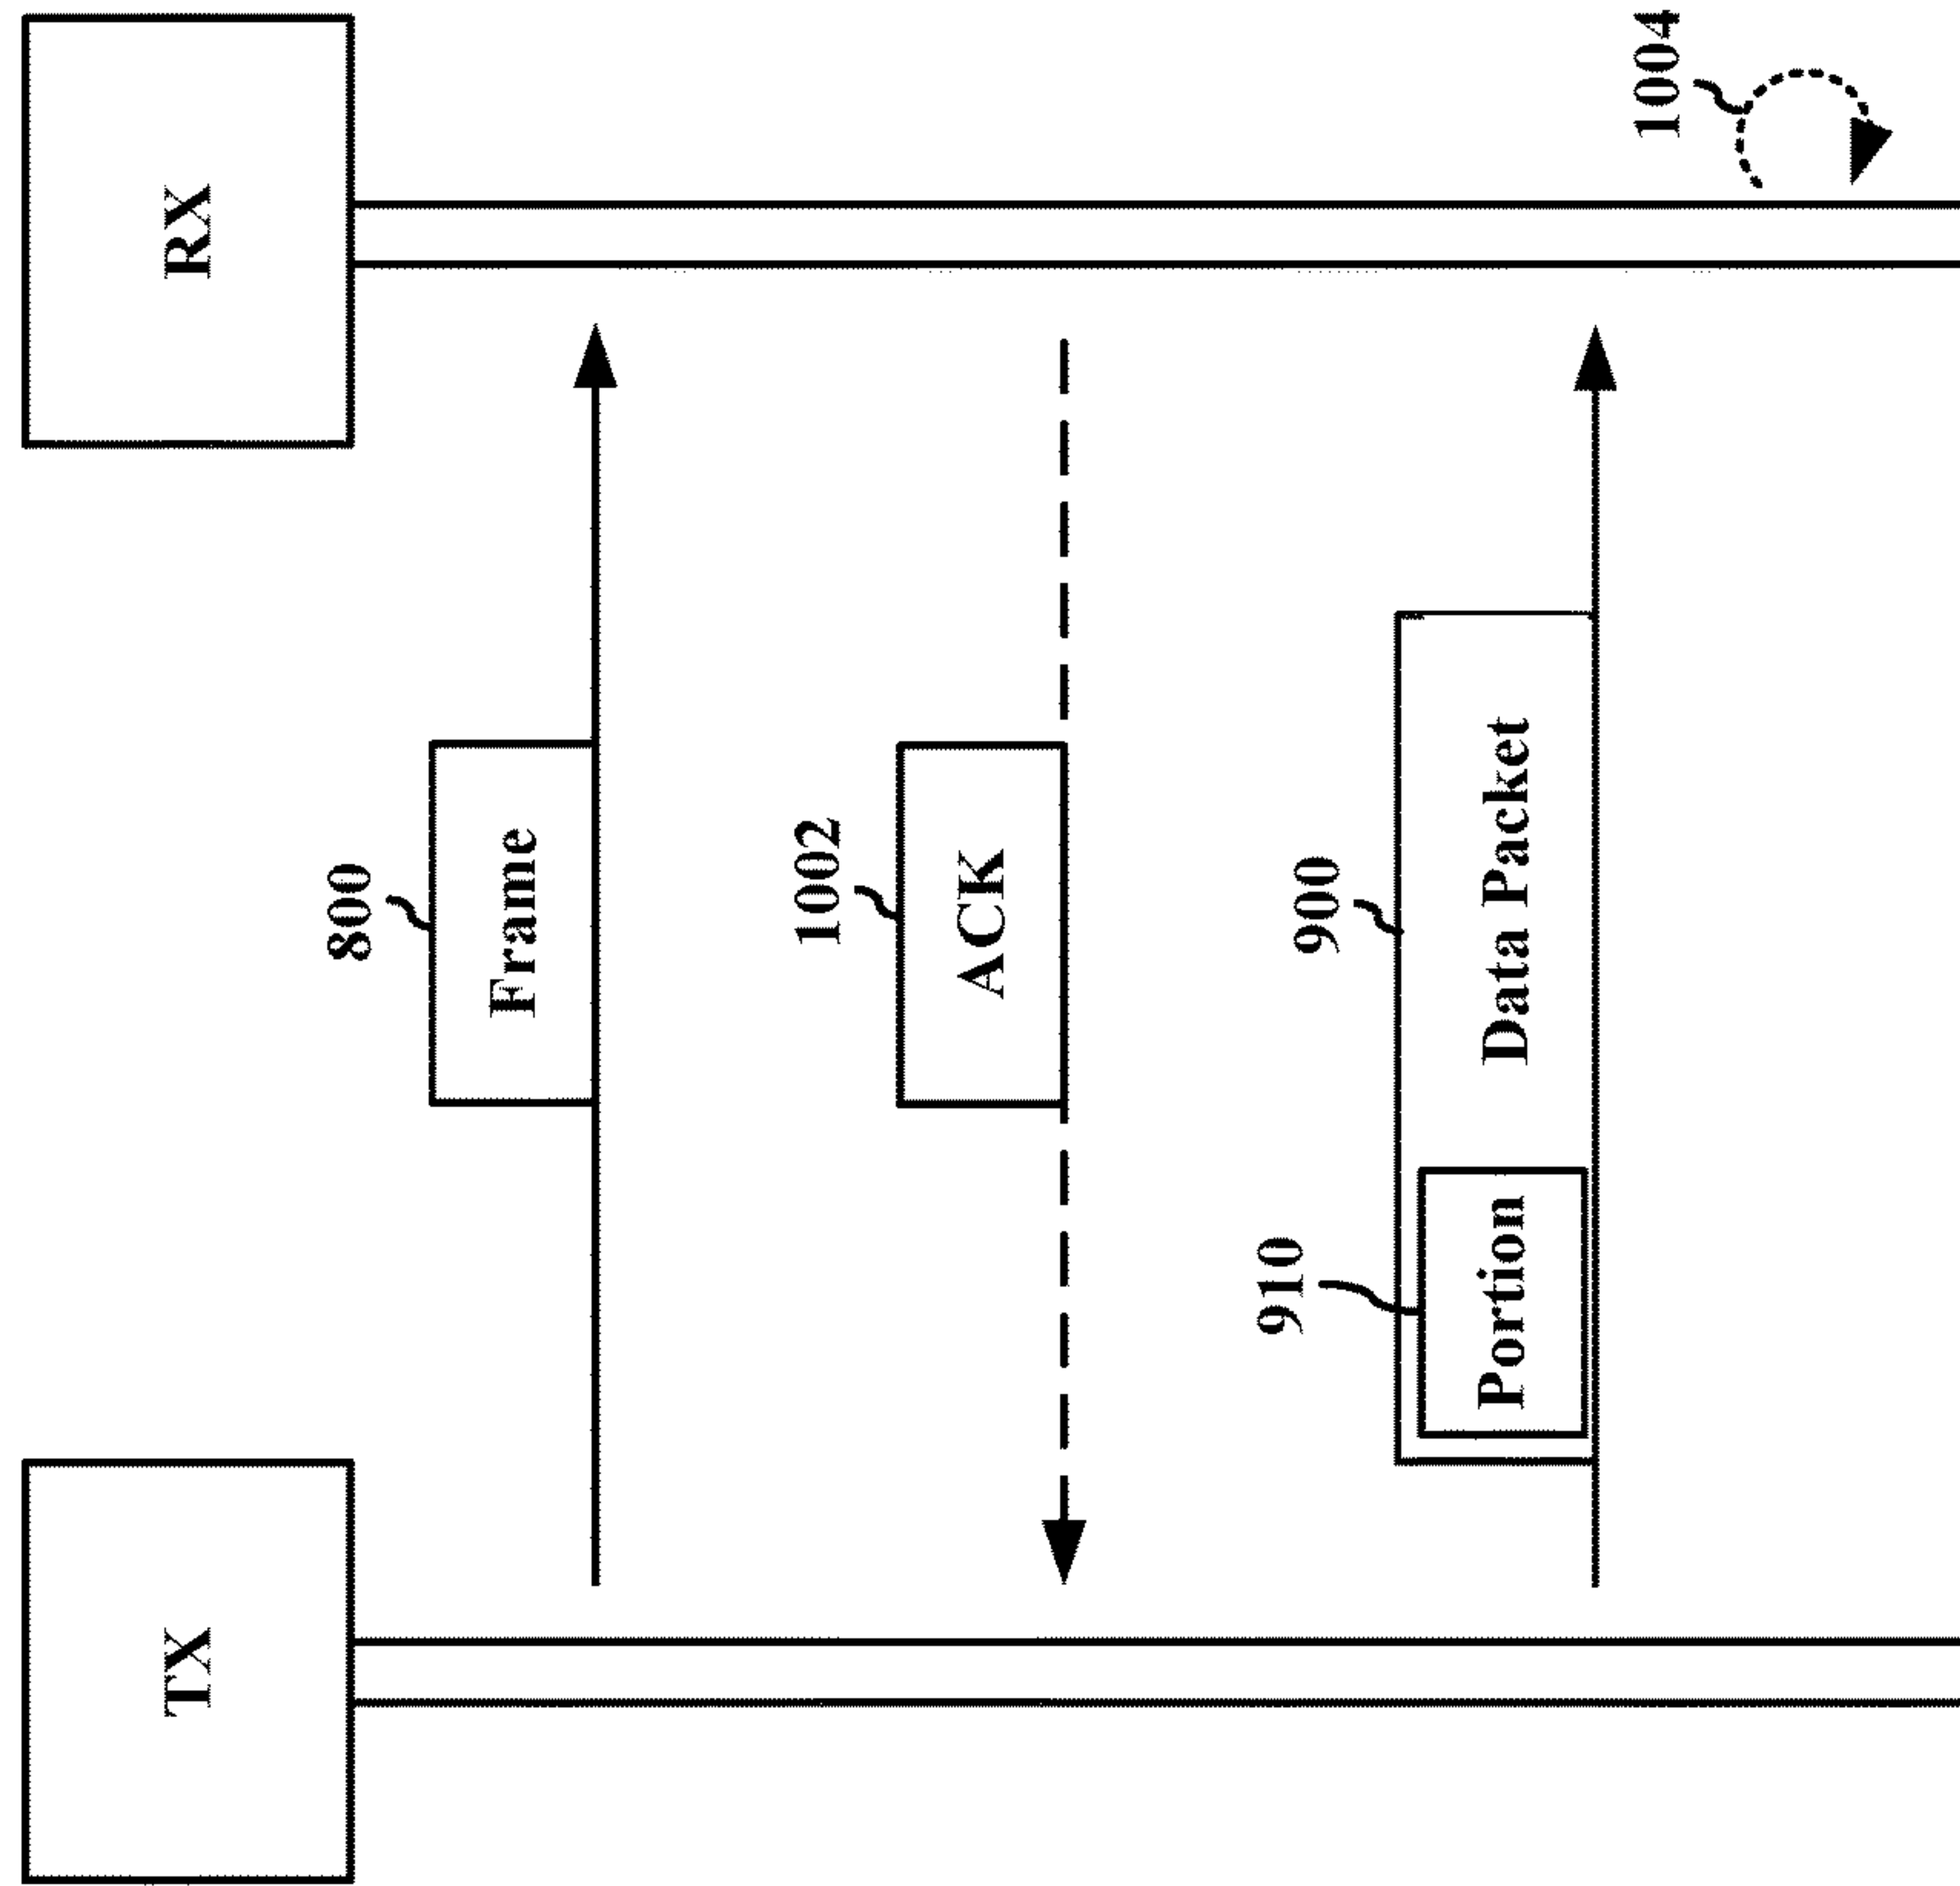 TX
RX
800
Frame
1002
ACK
900
910
Portion
Data Packet
1004